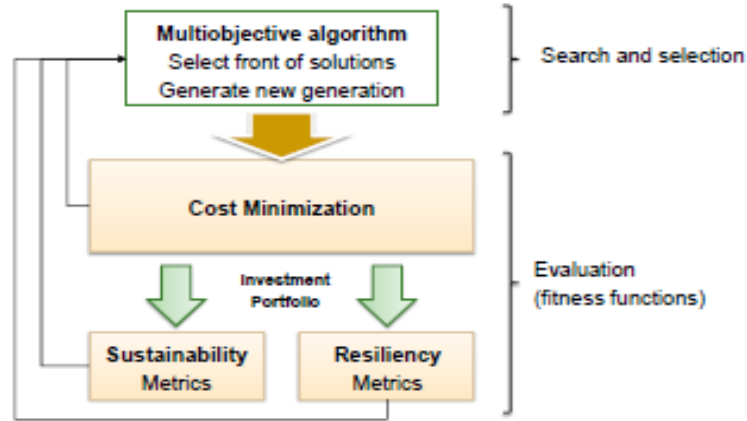 Multiobjective algorithm
Select front of solutions
Generate new generation
Search and selection
Cost Minimization
Investment
Portfolio
Evaluation
(fitness functions)
Sustainability
Metrics
Resiliency
Metrics